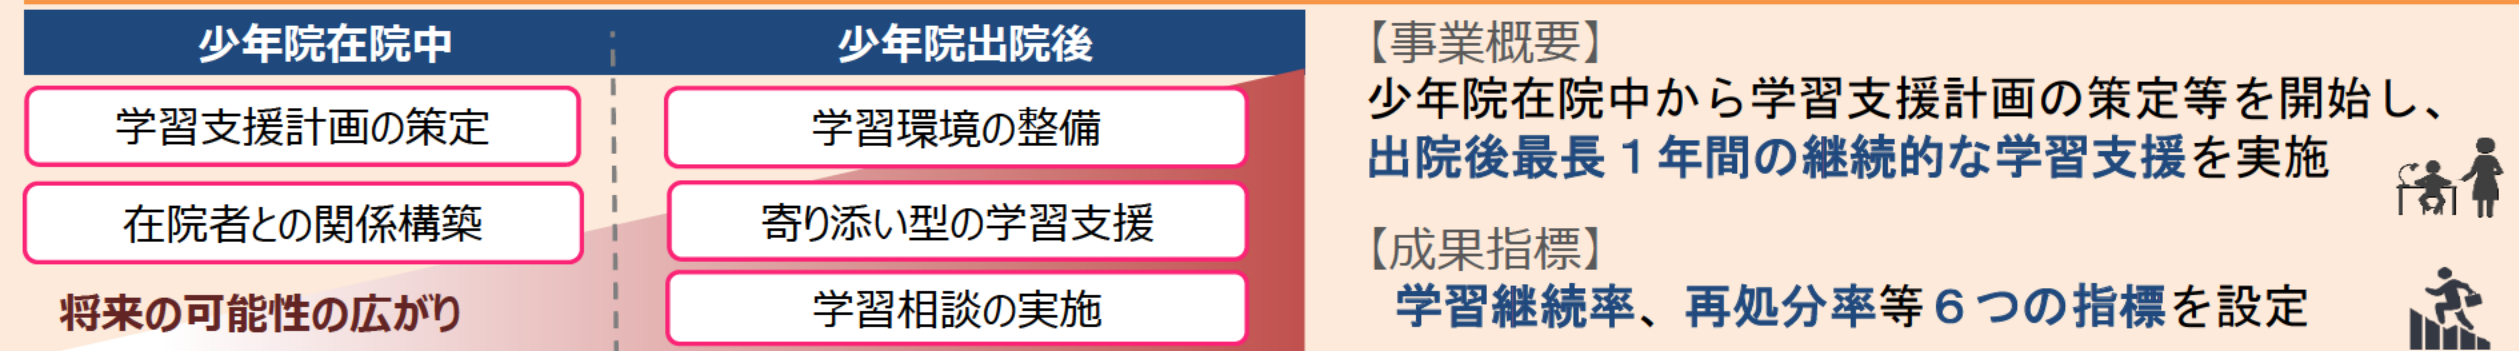 少年院在院中
少年院出院後
学習支援計画の策定
在院者との関係構築
将来の可能性の広がり
学習環境の整備
寄り添い型の学習支援
学習相談の実施
【事業概要】
少年院在院中から学習支援計画の策定等を開始し、
出院後最長１年間の継続的な学習支援を実施
【成果指標】
学習継続率、再処分率等６つの指標を設定